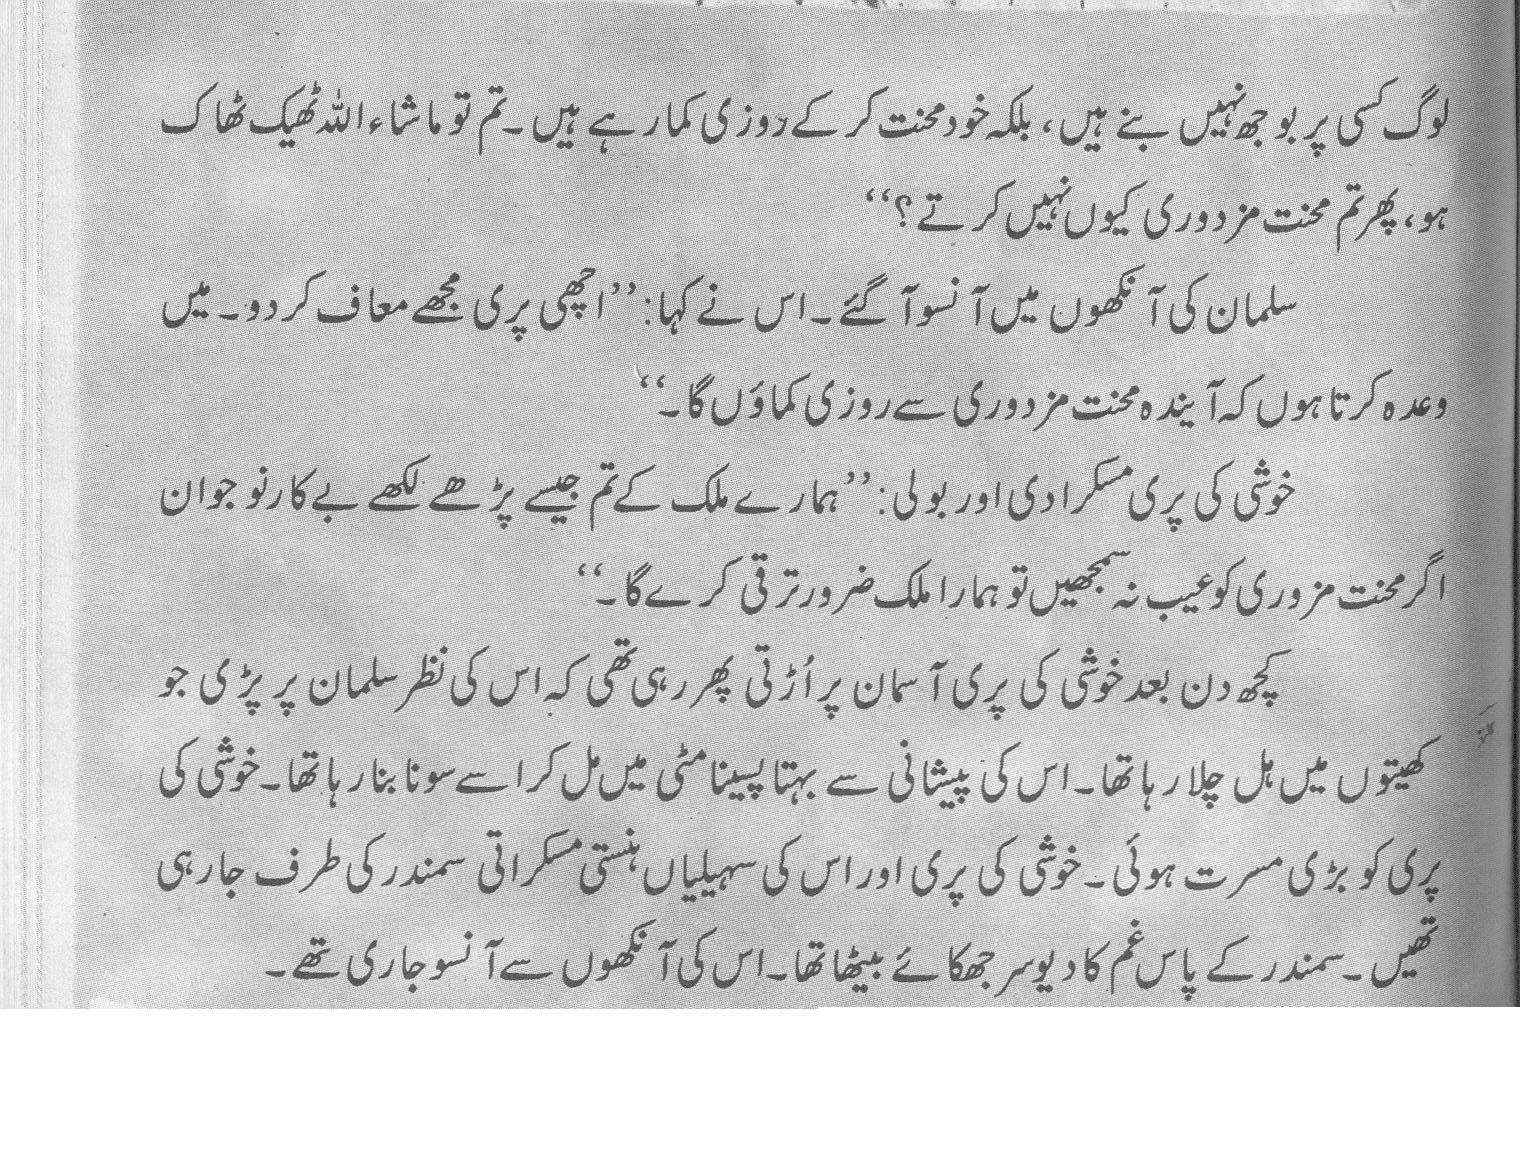 لوگ کسی پر بوجھ نہیں بنے ہیں، بلکہ خود محنت کر کے روزی کما رہے ہیں۔ تم تو ماشاء اللہ ٹھیک ٹھاک
ہو، پھر تم محنت مزدوری کیوں نہیں کرتے؟‘‘
سلمان کی آنکھوں میں آنسو آ گئے۔ اس نے کہا: ’’اچھی پری مجھے معاف کر دو۔ میں
وعدہ کرتا ہوں کہ آیندہ محنت مزدوری سے روزی کماؤں گا۔‘‘
خوشی کی پری مسکرا دی اور بولی: ’’ہمارے ملک کے تم جیسے پڑھے لکھے بے کار نوجوان
اگر محنت مزوری کو عیب نہ سمجھیں تو ہمارا ملک ضرور ترقی کرے گا۔‘‘
کچھ دن بعد خوشی کی پری آسمان پر اُڑتی پھر رہی تھی کہ اس کی نظر سلمان پر پڑی جو
کھیتوں میں ہل چلا رہا تھا۔ اس کی پیشانی سے بہتا پسینا مٹی میں مل کر اسے سونا بنا رہا تھا۔ خوشی کی
پری کو بڑی مسرت ہوئی۔ خوشی کی پری اور اس کی سہیلیاں ہنستی مسکراتی سمندر کی طرف جا رہی
تھیں۔ سمندر کے پاس غم کا دیو سر جھکائے بیٹھا تھا۔ اس کی آنکھوں سے آنسو جاری تھے۔